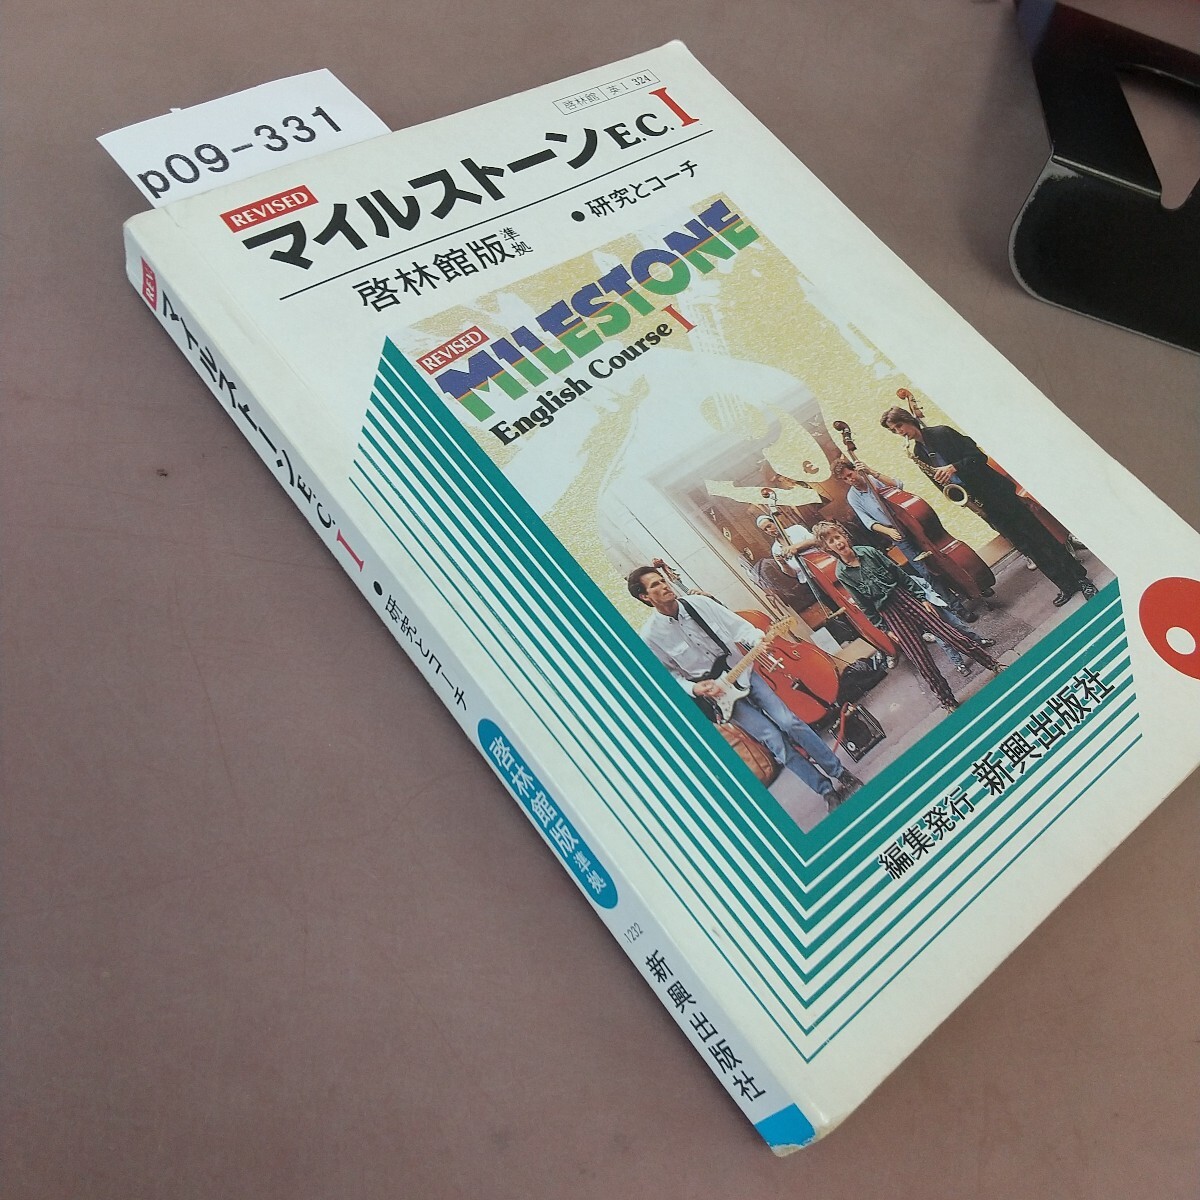 p09-331
啓林館 英Ⅰ 324
REVISED
マイルストーン E.C. I
啓林館版 準拠
●研究とコーチ
REVISED
MILESTONE
English Course I
編集発行 新興出版社
REV
マイルストーン E.C. I ●研究とコーチ
啓林館版 準拠
1232
新興出版社